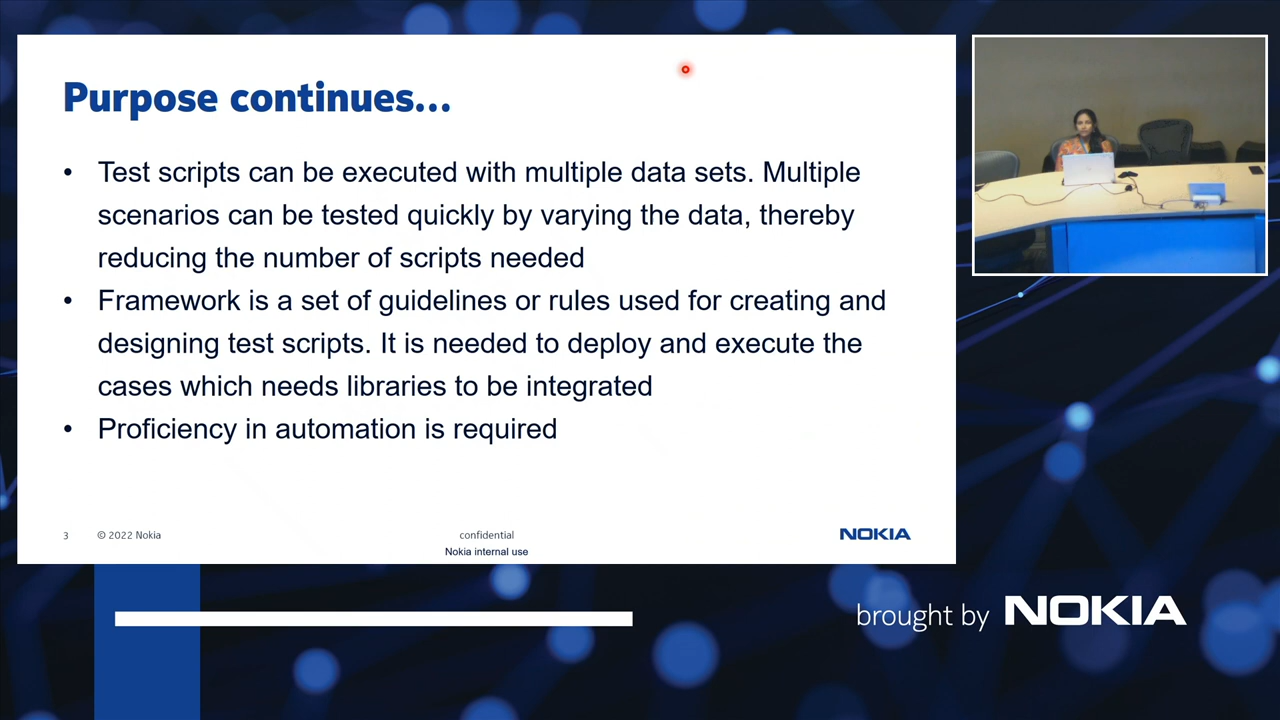 Purpose continues...
• Test scripts can be executed with multiple data sets. Multiple
scenarios can be tested quickly by varying the data, thereby
reducing the number of scripts needed
• Framework is a set of guidelines or rules used for creating and
designing test scripts. It is needed to deploy and execute the
cases which needs libraries to be integrated
• Proficiency in automation is required
3 © 2022 Nokia confidential NOKIA
Nokia internal use
brought by NOKIA